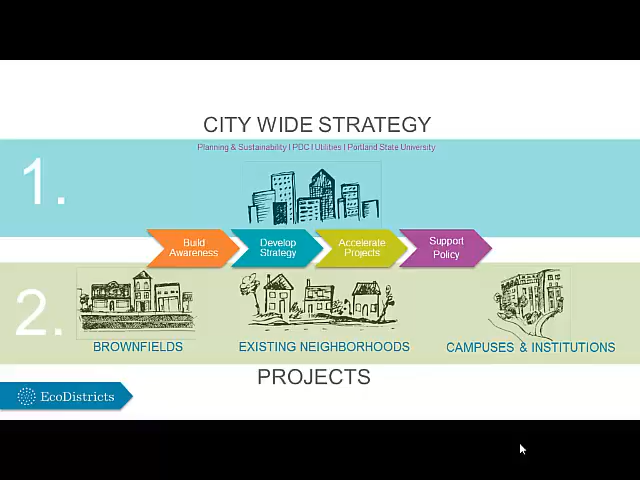 CITY WIDE STRATEGY
Planning & Sustainability I PDC I Utilities I Portland State University
1.
Build
Awareness
Develop
Strategy
Accelerate
Projects
Support
Policy
2.
BROWNFIELDS
EXISTING NEIGHBORHOODS
CAMPUSES & INSTITUTIONS
PROJECTS
EcoDistricts